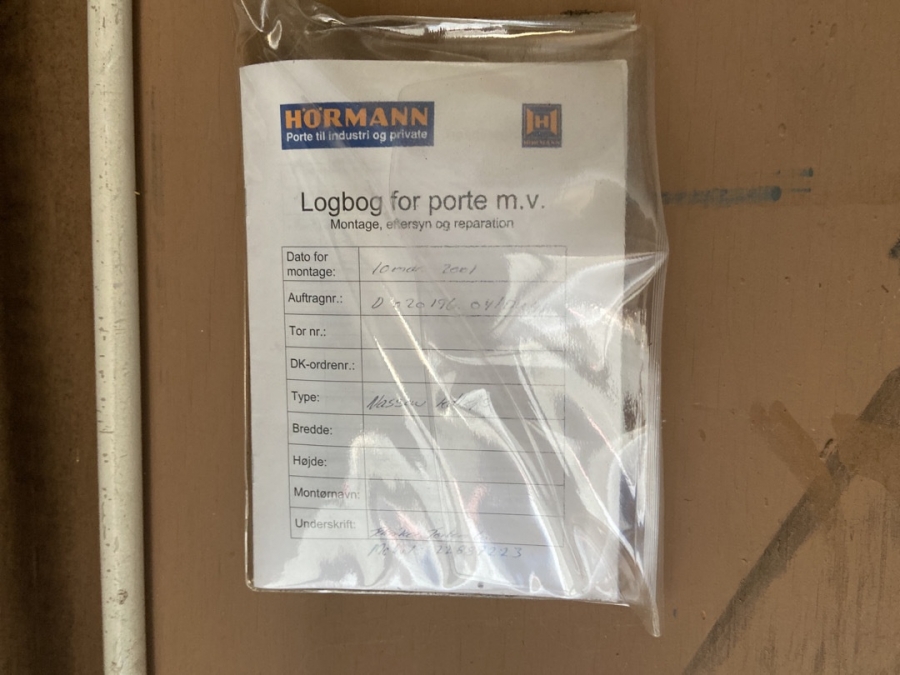 HÖRMANN
Porte til industri og private
Logbog for porte m.v.
Montage, eftersyn og reparation
Dato for
montage: 10 mar 2001
Auftragnr.:
Tor nr.:
DK-ordrenr.:
Type: Nassau
Bredde:
Højde:
Montørnavn:
Underskrift: